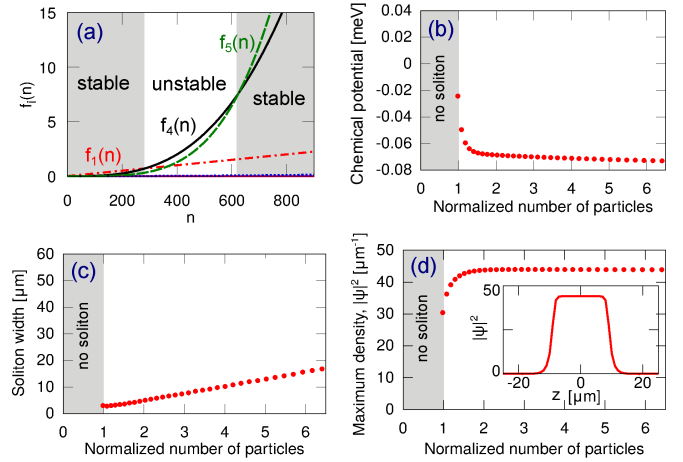 (a)
15
10
5
0
f_i(n)
stable
unstable
stable
f₅(n)
f₄(n)
f₁(n)
0 200 400 600 800
n
(b)
0.04
0.02
0
-0.02
-0.04
-0.06
-0.08
Chemical potential [meV]
no soliton
0 1 2 3 4 5 6
Normalized number of particles
(c)
60
50
40
30
20
10
0
Soliton width [μm]
no soliton
0 1 2 3 4 5 6
Normalized number of particles
(d)
50
40
30
20
10
0
Maximum density, |ψ|² [μm⁻¹]
no soliton
50
0
|ψ|²
-20 0 20
z [μm]
0 1 2 3 4 5 6
Normalized number of particles